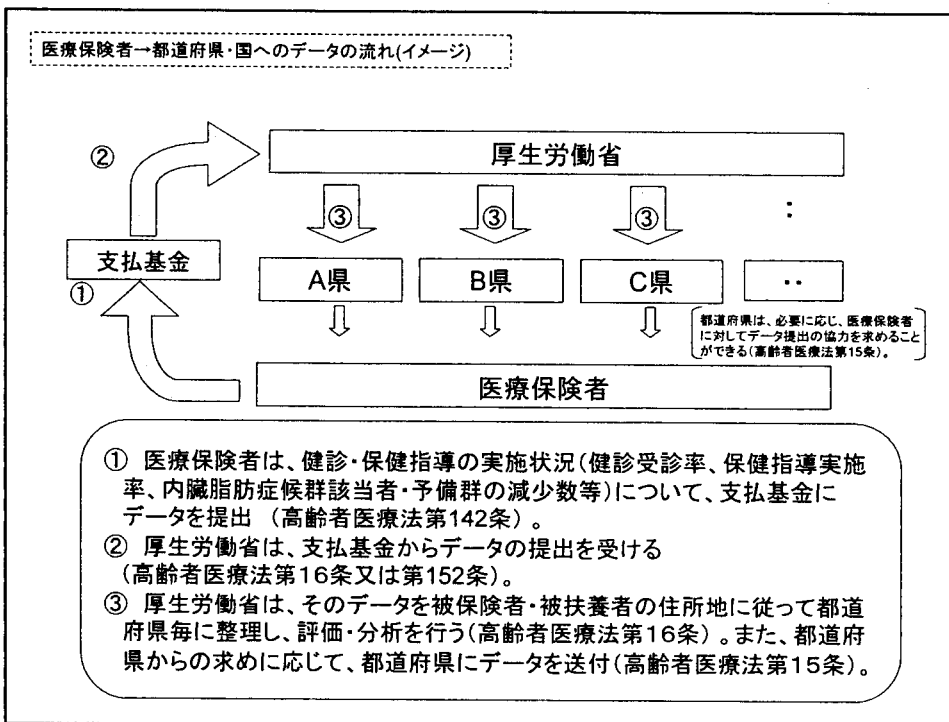 医療保険者→都道府県・国へのデータの流れ(イメージ)
②
厚生労働省
③
③
③
:
支払基金
①
A県
B県
C県
‥
都道府県は、必要に応じ、医療保険者
に対してデータ提出の協力を求めること
ができる(高齢者医療法第15条)。
医療保険者
① 医療保険者は、健診・保健指導の実施状況(健診受診率、保健指導実施
率、内臓脂肪症候群該当者・予備群の減少数等)について、支払基金に
データを提出 (高齢者医療法第142条) 。
② 厚生労働省は、支払基金からデータの提出を受ける
(高齢者医療法第16条又は第152条)。
③ 厚生労働省は、そのデータを被保険者・被扶養者の住所地に従って都道
府県毎に整理し、評価・分析を行う(高齢者医療法第16条) 。また、都道府
県からの求めに応じて、都道府県にデータを送付(高齢者医療法第15条)。